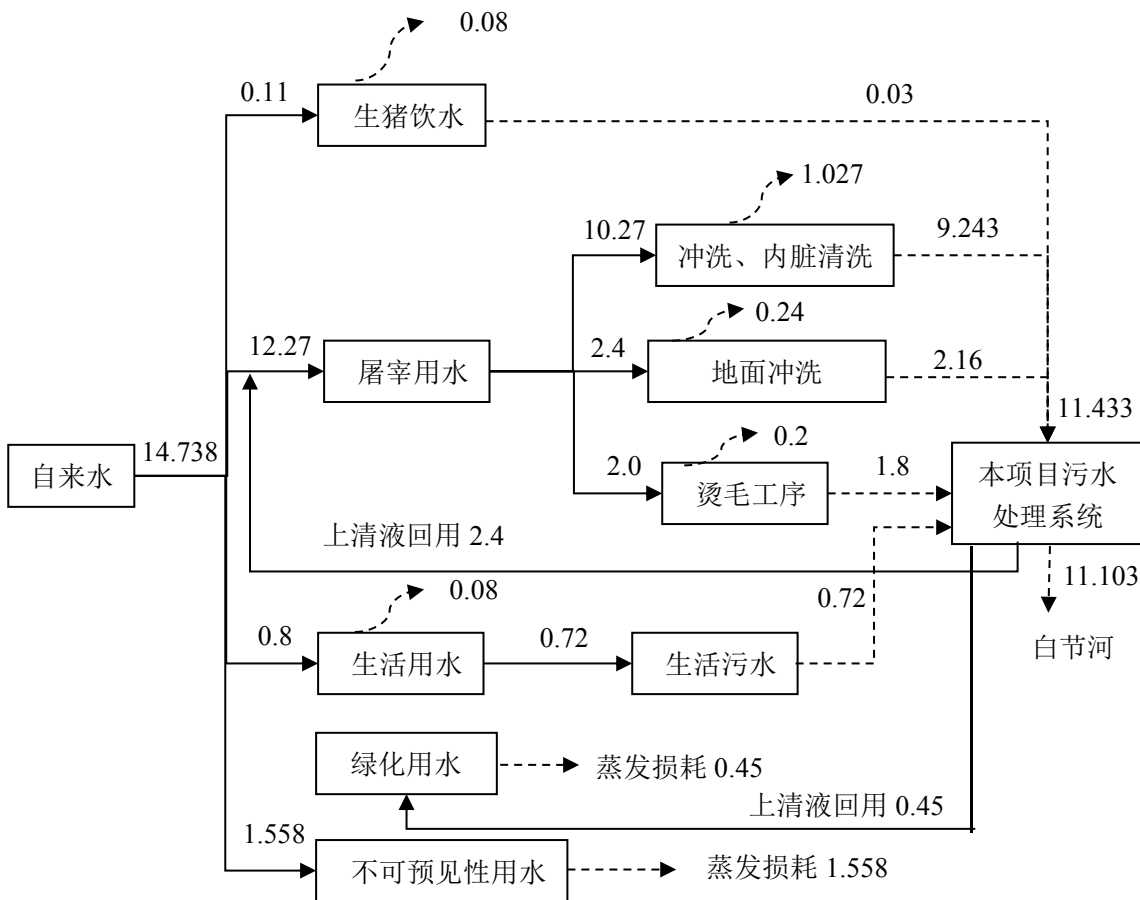 0.08
0.11
生猪饮水
0.03
1.027
10.27
冲洗、内脏清洗
9.243
0.24
12.27
屠宰用水
2.4
地面冲洗
2.16
11.433
0.2
14.738
自来水
2.0
烫毛工序
1.8
本项目污水
处理系统
上清液回用 2.4
11.103
0.08
0.72
0.8
生活用水
0.72
生活污水
白节河
绿化用水
蒸发损耗 0.45
上清液回用 0.45
1.558
不可预见性用水
蒸发损耗 1.558